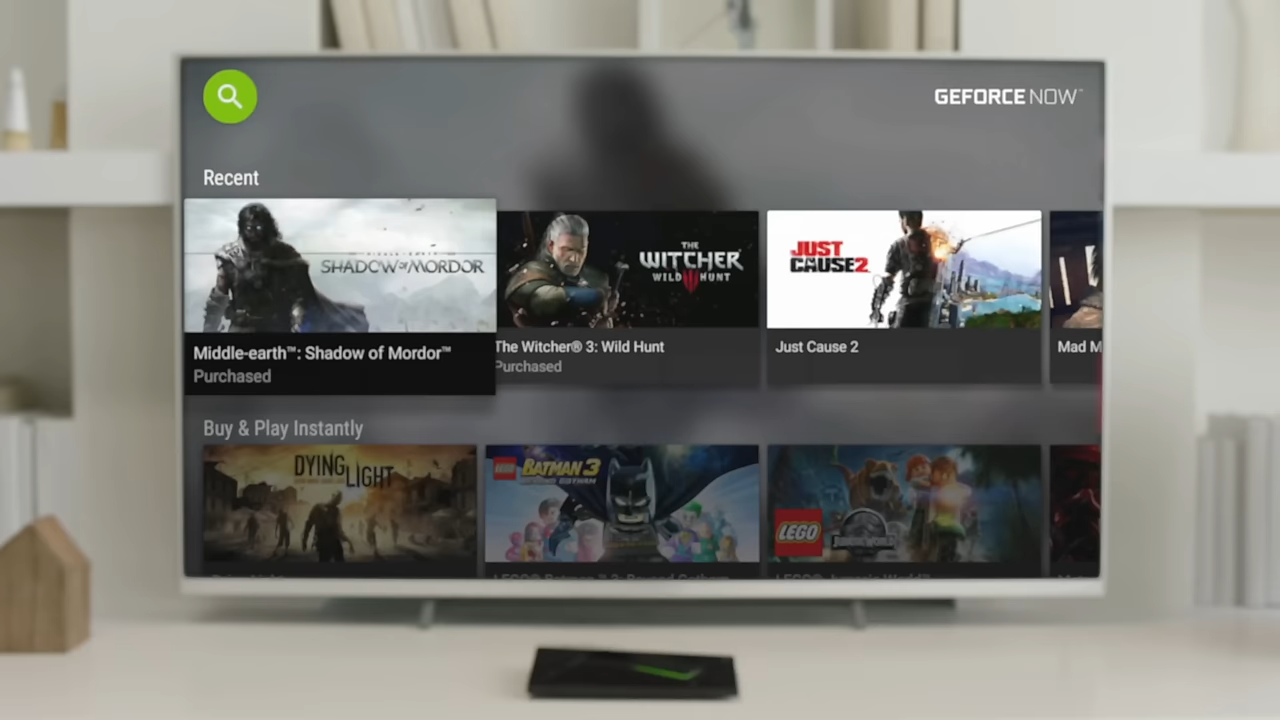 GEFORCE NOW™
Recent
SHADOW OF MORDOR
THE
WITCHER
WILD HUNT
JUST
CAUSE 2
Middle-earth™: Shadow of Mordor™
Purchased
The Witcher® 3: Wild Hunt
Purchased
Just Cause 2
Mad M
Buy & Play Instantly
DYING
LIGHT
LEGO
BATMAN 3
LEGO
JURASSIC WORLD